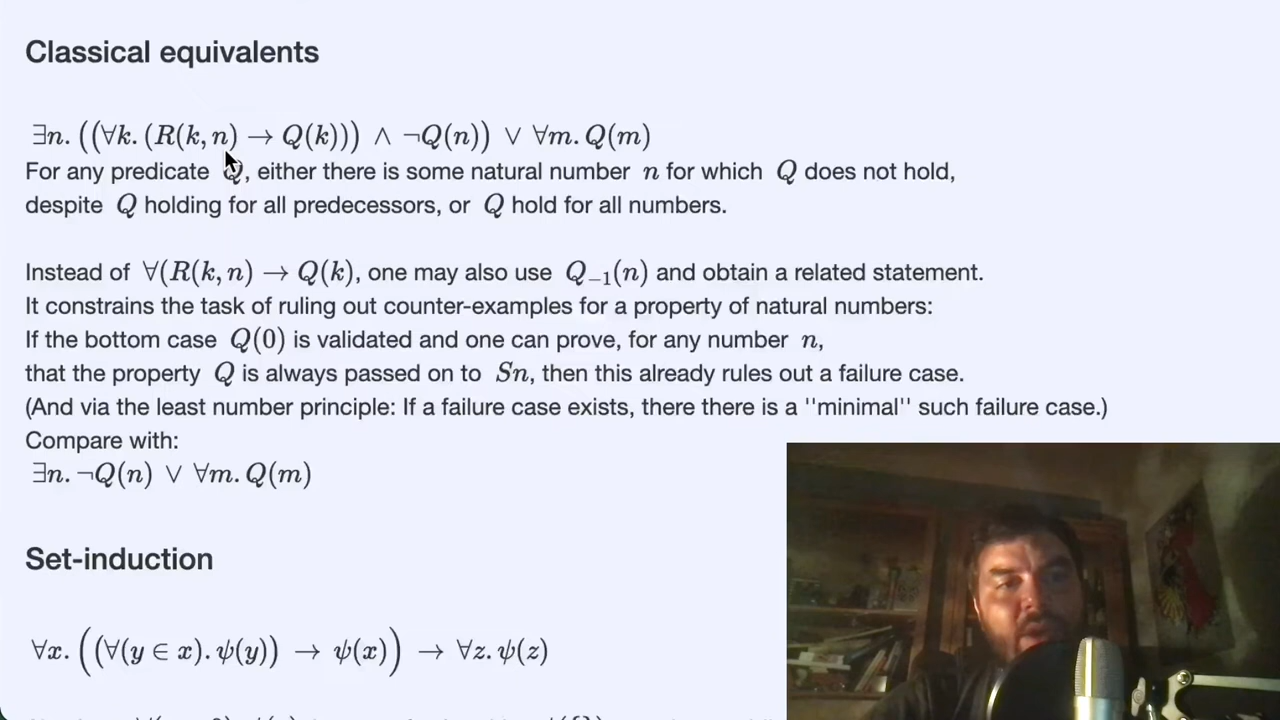 Classical equivalents
∃n. ((∀k. (R(k, n) → Q(k))) ∧ ¬Q(n)) ∨ ∀m. Q(m)
For any predicate Q, either there is some natural number n for which Q does not hold,
despite Q holding for all predecessors, or Q hold for all numbers.
Instead of ∀(R(k, n) → Q(k), one may also use Q₋₁(n) and obtain a related statement.
It constrains the task of ruling out counter-examples for a property of natural numbers:
If the bottom case Q(0) is validated and one can prove, for any number n,
that the property Q is always passed on to Sn, then this already rules out a failure case.
(And via the least number principle: If a failure case exists, there there is a ''minimal'' such failure case.)
Compare with:
∃n. ¬Q(n) ∨ ∀m. Q(m)
Set-induction
∀x. ((∀(y ∈ x). ψ(y)) → ψ(x)) → ∀z. ψ(z)